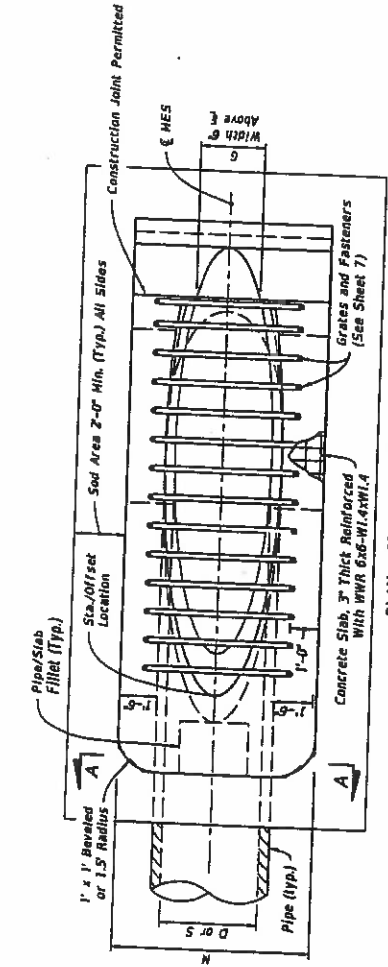 Construction Joint Permitted
℄ MES
G
Width 6"
Above ℄
Sod Area 2'-0" Min. (Typ.) All Sides
Grates and Fasteners
(See Sheet 7)
Sta./Offset
Location
Pipe/Slab
Fillet (Typ.)
1'-0"
1'-6"
1'-6"
Concrete Slab, 3" Thick Reinforced
With WWR 6x6-W1.4xW1.4
A
A
1' x 1' Beveled
or 1.5' Radius
Pipe (typ.)
D or S